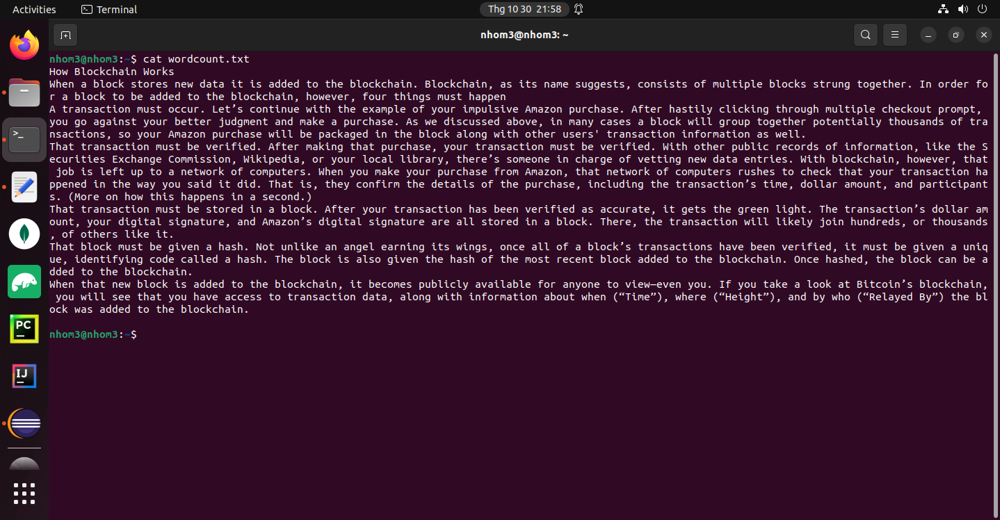 Activities
Terminal
Thg 10 30 21:58
nhom3@nhom3: ~
nhom3@nhom3:~$ cat wordcount.txt
How Blockchain Works
When a block stores new data it is added to the blockchain. Blockchain, as its name suggests, consists of multiple blocks strung together. In order fo
r a block to be added to the blockchain, however, four things must happen
A transaction must occur. Let’s continue with the example of your impulsive Amazon purchase. After hastily clicking through multiple checkout prompt,
you go against your better judgment and make a purchase. As we discussed above, in many cases a block will group together potentially thousands of tra
nsactions, so your Amazon purchase will be packaged in the block along with other users' transaction information as well.
That transaction must be verified. After making that purchase, your transaction must be verified. With other public records of information, like the S
ecurities Exchange Commission, Wikipedia, or your local library, there’s someone in charge of vetting new data entries. With blockchain, however, that
job is left up to a network of computers. When you make your purchase from Amazon, that network of computers rushes to check that your transaction ha
ppened in the way you said it did. That is, they confirm the details of the purchase, including the transaction’s time, dollar amount, and participant
s. (More on how this happens in a second.)
That transaction must be stored in a block. After your transaction has been verified as accurate, it gets the green light. The transaction’s dollar am
ount, your digital signature, and Amazon’s digital signature are all stored in a block. There, the transaction will likely join hundreds, or thousands
, of others like it.
That block must be given a hash. Not unlike an angel earning its wings, once all of a block’s transactions have been verified, it must be given a uniq
ue, identifying code called a hash. The block is also given the hash of the most recent block added to the blockchain. Once hashed, the block can be a
dded to the blockchain.
When that new block is added to the blockchain, it becomes publicly available for anyone to view—even you. If you take a look at Bitcoin’s blockchain,
you will see that you have access to transaction data, along with information about when (“Time”), where (“Height”), and by who (“Relayed By”) the bl
ock was added to the blockchain.
nhom3@nhom3:~$
PC
IJ